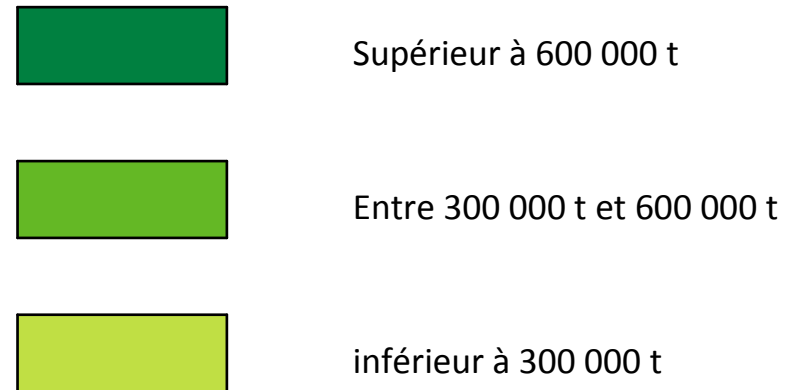 Supérieur à 600 000 t
Entre 300 000 t et 600 000 t
inférieur à 300 000 t